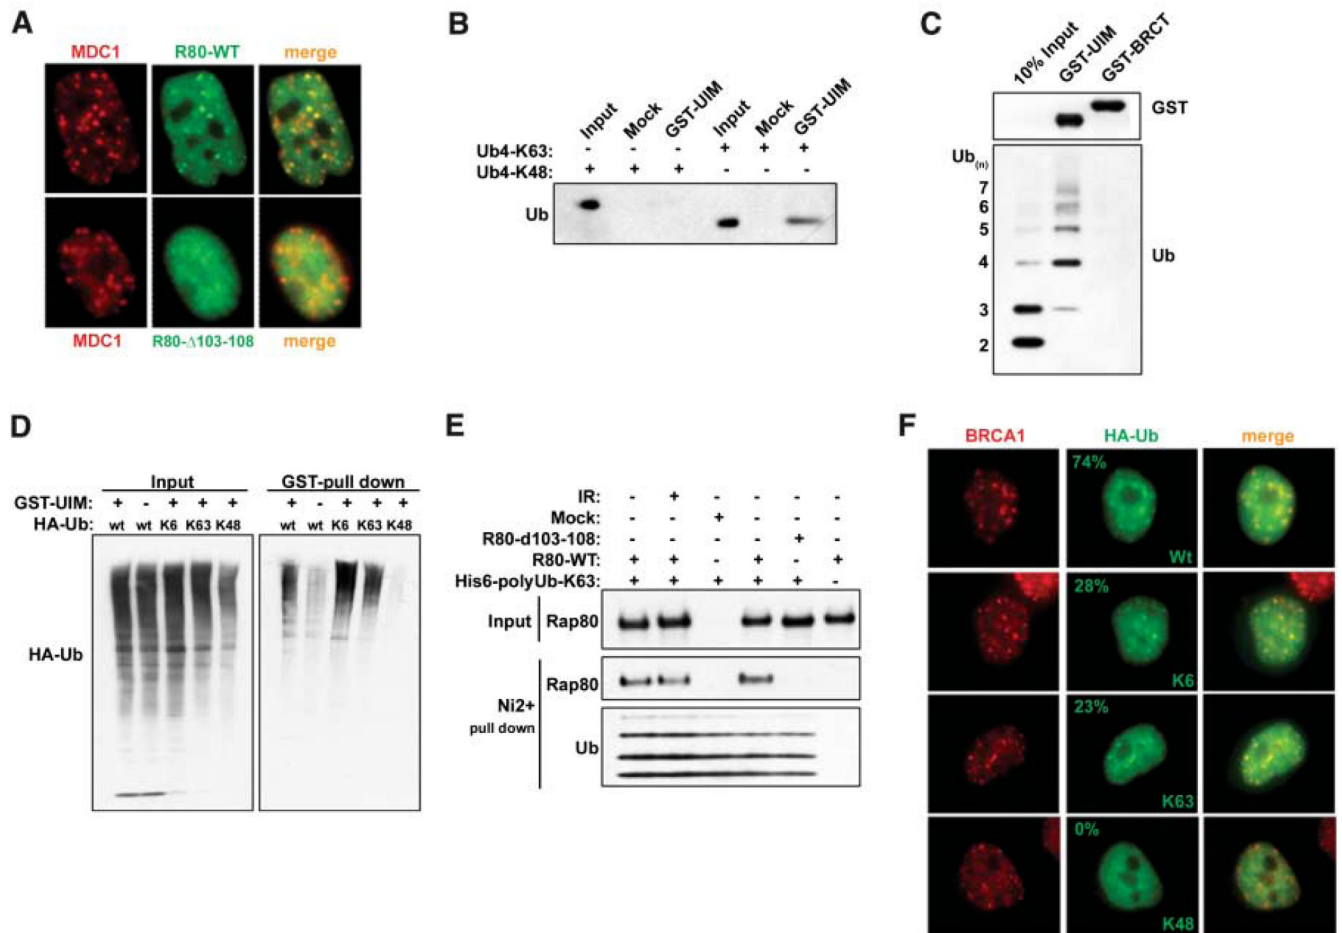 A
MDC1 R80-WT merge
MDC1 R80-Δ103-108 merge
B
Input Mock GST-UIM Input Mock GST-UIM
Ub4-K63: - - - + + +
Ub4-K48: + + + - - -
Ub
C
10% Input GST-UIM GST-BRCT
GST
Ub(n)
7
6
5
4
3
2
Ub
D
Input GST-pull down
GST-UIM: + - + + + + - + + +
HA-Ub: wt wt K6 K63 K48 wt wt K6 K63 K48
HA-Ub
E
IR: - + - - - -
Mock: - - + - - -
R80-d103-108: - - - - + -
R80-WT: + + - + - +
His6-polyUb-K63: + + + + + -
Input Rap80
Rap80
Ni2+
pull down
Ub
F
BRCA1 HA-Ub merge
74%
Wt
28%
K6
23%
K63
0%
K48